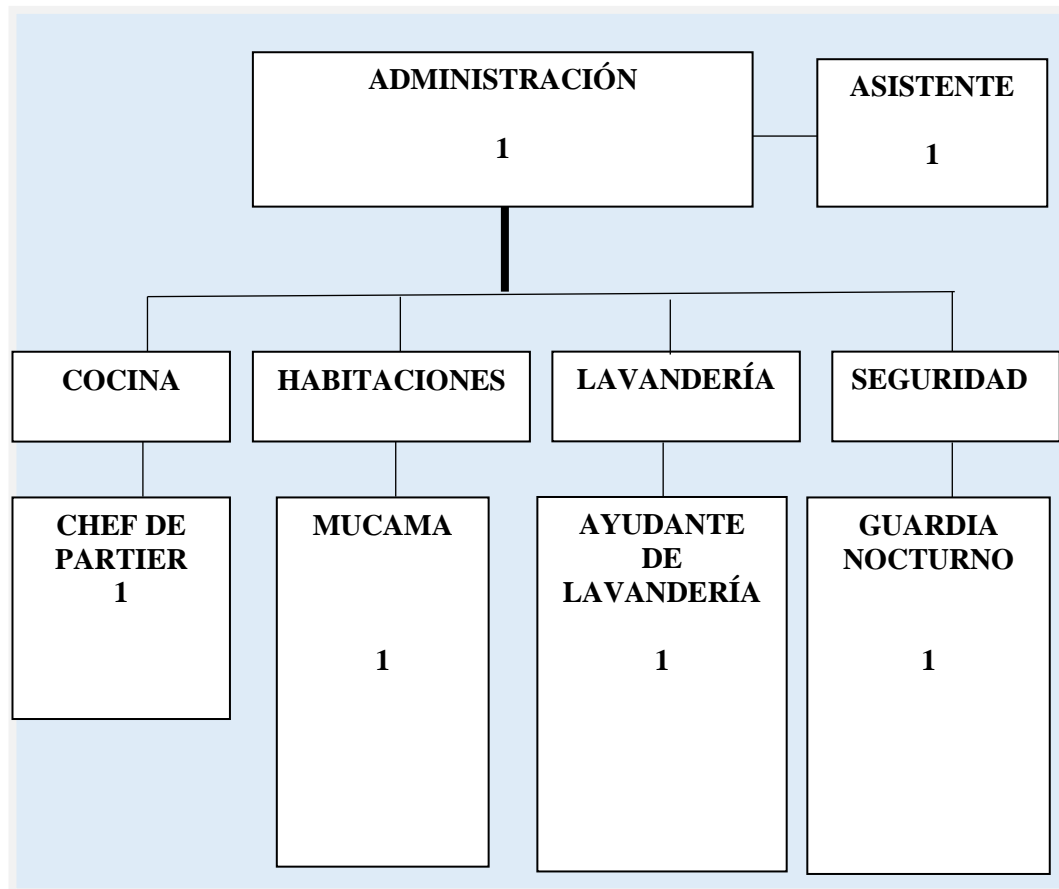 ADMINISTRACIÓN
1
ASISTENTE
1
COCINA
HABITACIONES
LAVANDERÍA
SEGURIDAD
CHEF DE
PARTIER
1
MUCAMA
1
AYUDANTE
DE
LAVANDERÍA
1
GUARDIA
NOCTURNO
1